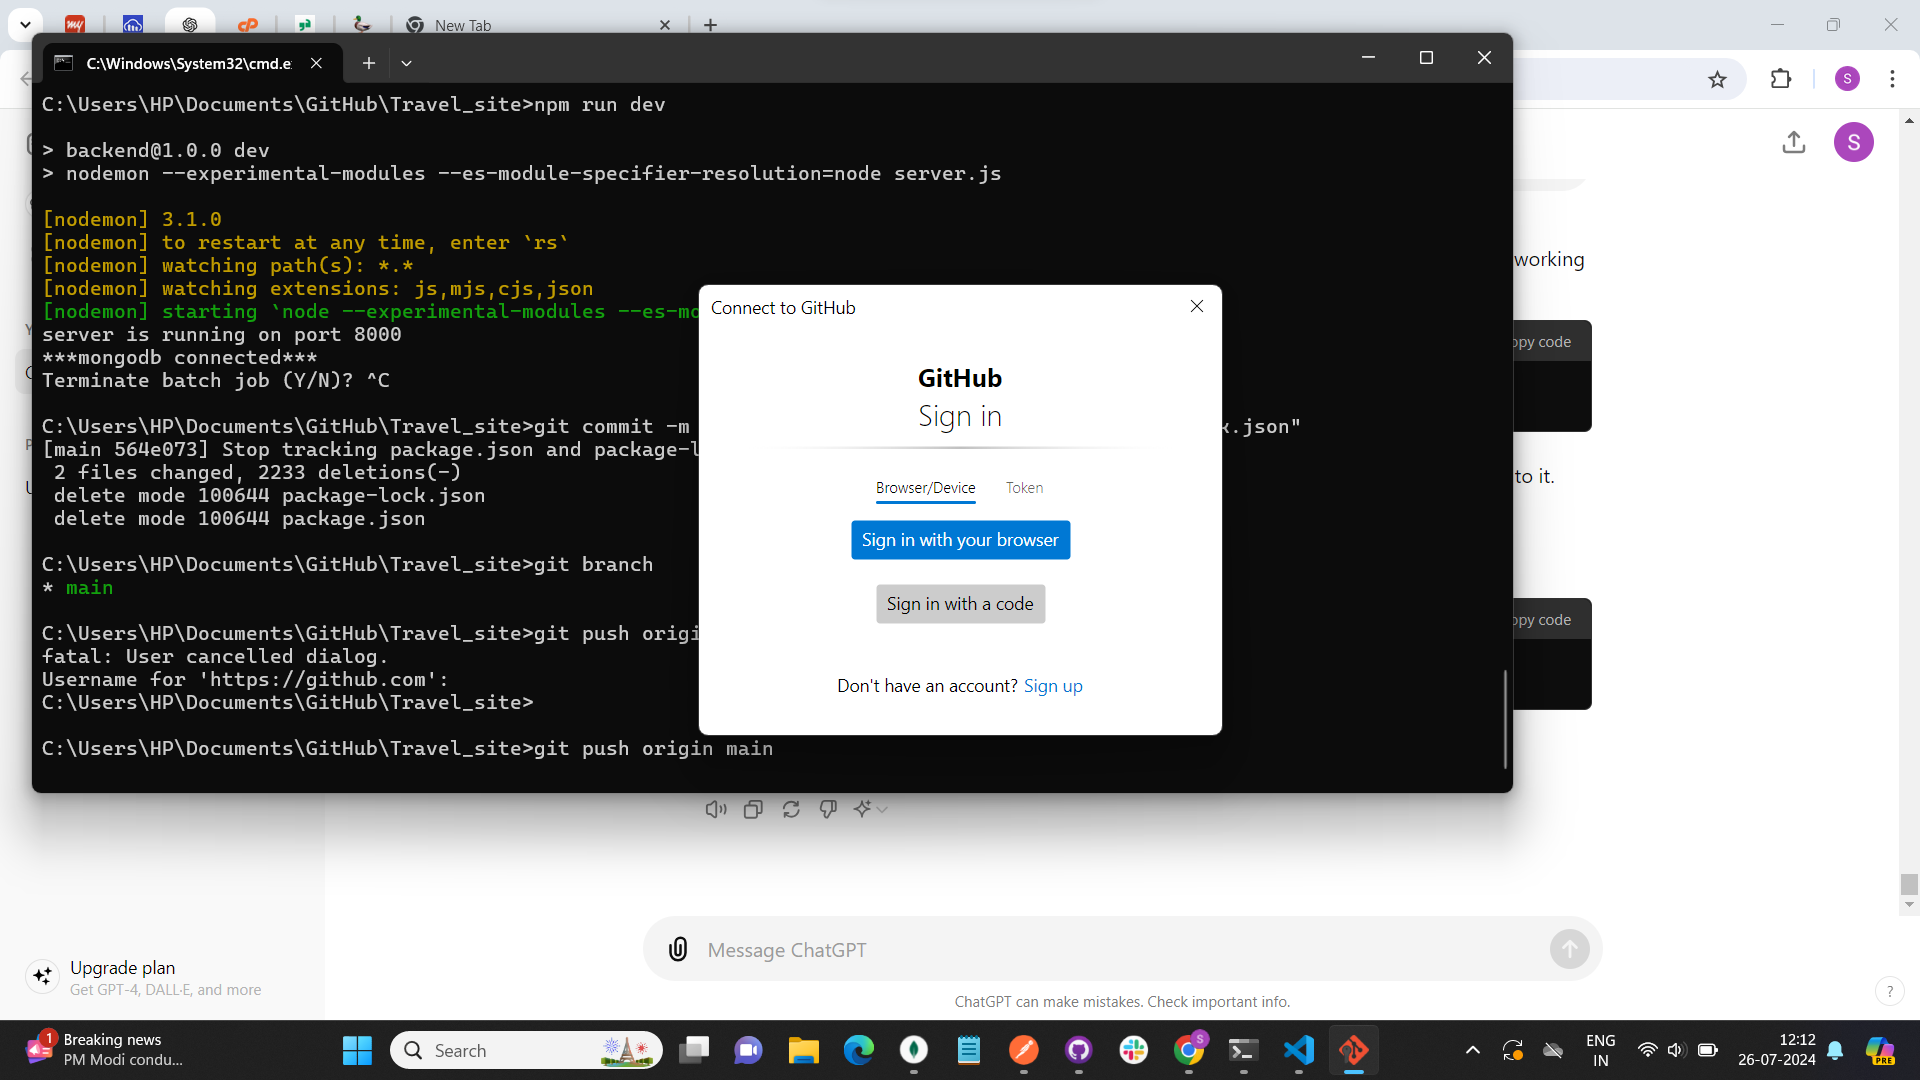 New Tab
C:\Windows\System32\cmd.e
C:\Users\HP\Documents\GitHub\Travel_site>npm run dev
> backend@1.0.0 dev
> nodemon --experimental-modules --es-module-specifier-resolution=node server.js
[nodemon] 3.1.0
[nodemon] to restart at any time, enter `rs`
[nodemon] watching path(s): *.*
[nodemon] watching extensions: js,mjs,cjs,json
[nodemon] starting `node --experimental-modules --es-mo
server is running on port 8000
***mongodb connected***
Terminate batch job (Y/N)? ^C
C:\Users\HP\Documents\GitHub\Travel_site>git commit -m k.json"
[main 564e073] Stop tracking package.json and package-l
2 files changed, 2233 deletions(-)
delete mode 100644 package-lock.json
delete mode 100644 package.json
C:\Users\HP\Documents\GitHub\Travel_site>git branch
* main
C:\Users\HP\Documents\GitHub\Travel_site>git push origi
fatal: User cancelled dialog.
Username for 'https://github.com':
C:\Users\HP\Documents\GitHub\Travel_site>
C:\Users\HP\Documents\GitHub\Travel_site>git push origin main
Connect to GitHub
GitHub
Sign in
Browser/Device Token
Sign in with your browser
Sign in with a code
Don't have an account? Sign up
S
S
working
opy code
to it.
opy code
Upgrade plan
Get GPT-4, DALL·E, and more
Message ChatGPT
ChatGPT can make mistakes. Check important info.
?
1
Breaking news
PM Modi condu...
Search
S
ENG
IN
12:12
26-07-2024
PRE